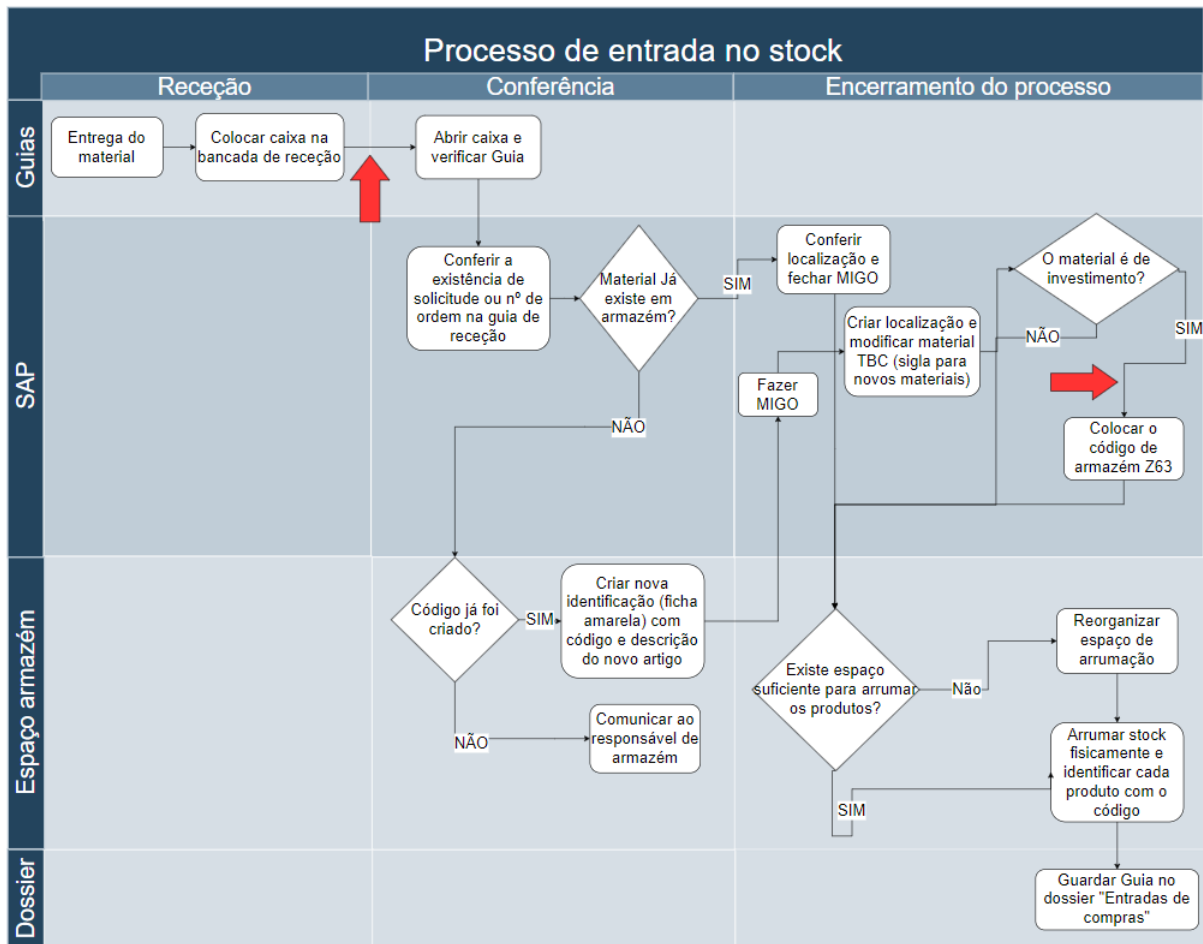 Processo de entrada no stock
Receção
Conferência
Encerramento do processo
Guias
Entrega do
material
Colocar caixa na
bancada de receção
Abrir caixa e
verificar Guia
SAP
Conferir a
existência de
solicitude ou nº de
ordem na guia de
receção
Material Já
existe em
armazém?
SIM
NÃO
Conferir
localização e
fechar MIGO
Criar localização e
modificar material
TBC (sigla para
novos materiais)
Fazer
MIGO
O material é de
investimento?
NÃO
SIM
Colocar o
código de
armazém Z63
Espaço armazém
Código já foi
criado?
SIM
NÃO
Criar nova
identificação (ficha
amarela) com
código e descrição
do novo artigo
Comunicar ao
responsável de
armazém
Existe espaço
suficiente para arrumar
os produtos?
Não
SIM
Reorganizar
espaço de
arrumação
Arrumar stock
fisicamente e
identificar cada
produto com o
código
Dossier
Guardar Guia no
dossier "Entradas de
compras"